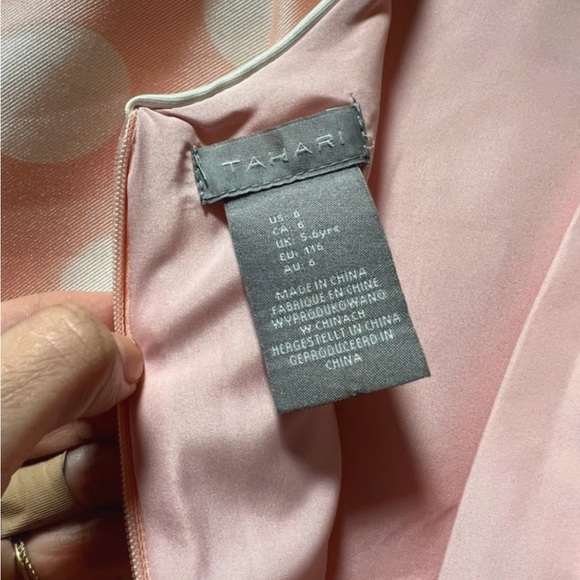 TAHARI
US: 6
CA: 6
UK: 5-6yrs
EU: 116
AU: 6
MADE IN CHINA
FABRIQUE EN CHINE
WYPRODUKOWANO
W CHINACH
HERGESTELLT IN CHINA
GEPRODUCEERD IN
CHINA